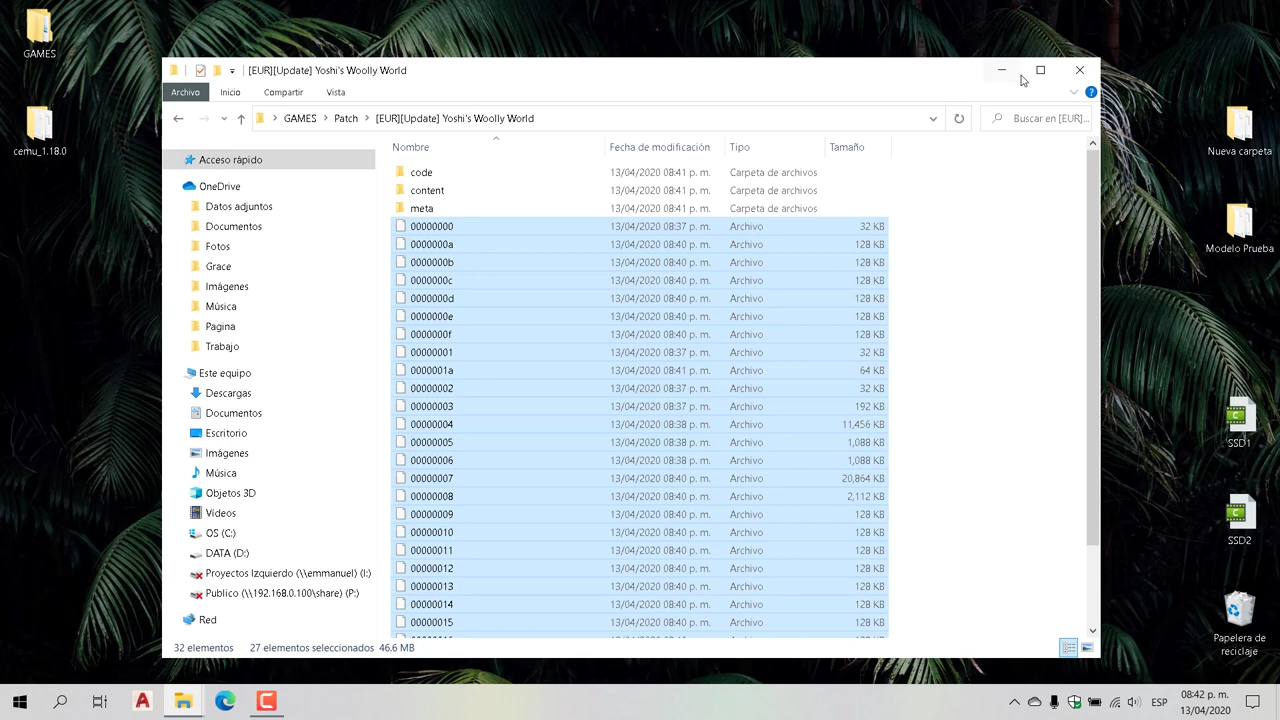 GAMES
cemu_1.18.0
[EUR][Update] Yoshi's Woolly World
Archivo
Inicio
Compartir
Vista
GAMES
Patch
[EUR][Update] Yoshi's Woolly World
Buscar en [EUR]...
Acceso rápido
OneDrive
Datos adjuntos
Documentos
Fotos
Grace
Imágenes
Música
Pagina
Trabajo
Este equipo
Descargas
Documentos
Escritorio
Imágenes
Música
Objetos 3D
Vídeos
OS (C:)
DATA (D:)
Proyectos Izquierdo (\\emmanuel) (I:)
Publico (\\192.168.0.100\share) (P:)
Red
Nombre Fecha de modificación Tipo Tamaño
code 13/04/2020 08:41 p. m. Carpeta de archivos
content 13/04/2020 08:41 p. m. Carpeta de archivos
meta 13/04/2020 08:41 p. m. Carpeta de archivos
00000000 13/04/2020 08:37 p. m. Archivo 32 KB
0000000a 13/04/2020 08:40 p. m. Archivo 128 KB
0000000b 13/04/2020 08:40 p. m. Archivo 128 KB
0000000c 13/04/2020 08:40 p. m. Archivo 128 KB
0000000d 13/04/2020 08:40 p. m. Archivo 128 KB
0000000e 13/04/2020 08:40 p. m. Archivo 128 KB
0000000f 13/04/2020 08:40 p. m. Archivo 128 KB
00000001 13/04/2020 08:37 p. m. Archivo 32 KB
0000001a 13/04/2020 08:41 p. m. Archivo 64 KB
00000002 13/04/2020 08:37 p. m. Archivo 32 KB
00000003 13/04/2020 08:37 p. m. Archivo 192 KB
00000004 13/04/2020 08:38 p. m. Archivo 11,456 KB
00000005 13/04/2020 08:38 p. m. Archivo 1,088 KB
00000006 13/04/2020 08:38 p. m. Archivo 1,088 KB
00000007 13/04/2020 08:40 p. m. Archivo 20,864 KB
00000008 13/04/2020 08:40 p. m. Archivo 2,112 KB
00000009 13/04/2020 08:40 p. m. Archivo 128 KB
00000010 13/04/2020 08:40 p. m. Archivo 128 KB
00000011 13/04/2020 08:40 p. m. Archivo 128 KB
00000012 13/04/2020 08:40 p. m. Archivo 128 KB
00000013 13/04/2020 08:40 p. m. Archivo 128 KB
00000014 13/04/2020 08:40 p. m. Archivo 128 KB
00000015 13/04/2020 08:40 p. m. Archivo 128 KB
32 elementos 27 elementos seleccionados 46.6 MB
Nueva carpeta
Modelo Prueba
SSD1
SSD2
Papelera de
reciclaje
ESP
08:42 p. m.
13/04/2020